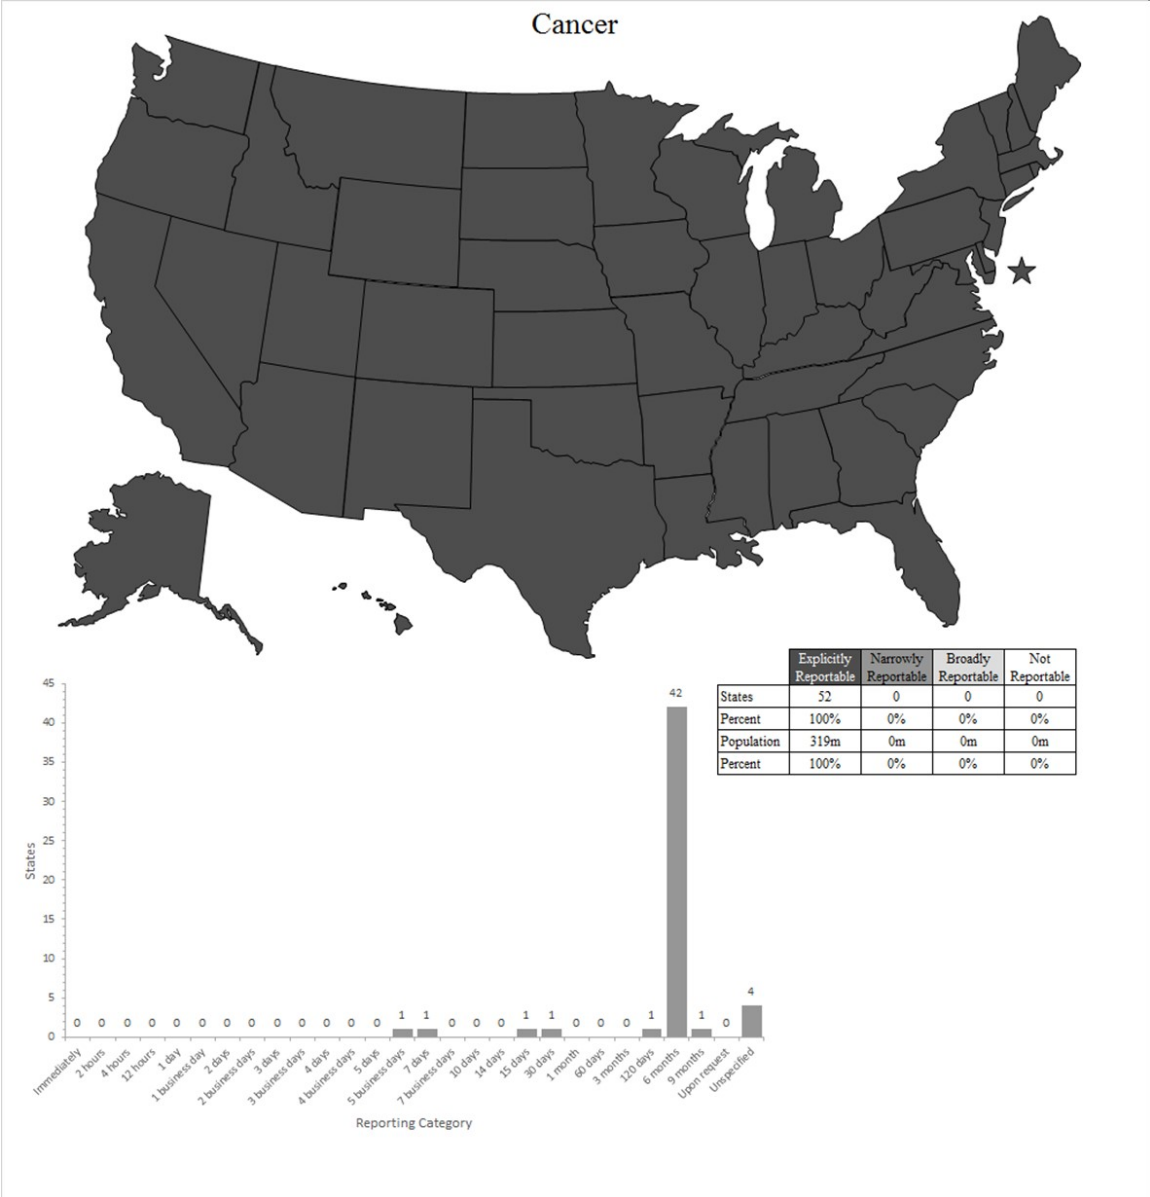 Cancer
Explicitly Reportable Narrowly Reportable Broadly Reportable Not Reportable
States 52 0 0 0
Percent 100% 0% 0% 0%
Population 319m 0m 0m 0m
Percent 100% 0% 0% 0%
45
40
35
30
25
20
15
10
5
0
States
0 0 0 0 0 0 0 0 0 0 0 0 0 1 1 0 0 0 1 1 0 0 0 1 42 1 0 4
Immediately
2 hours
4 hours
12 hours
1 day
1 business day
2 days
2 business days
3 days
3 business days
4 days
4 business days
5 days
5 business days
7 days
7 business days
10 days
14 days
15 days
30 days
1 month
60 days
3 months
120 days
6 months
9 months
Upon request
Unspecified
Reporting Category